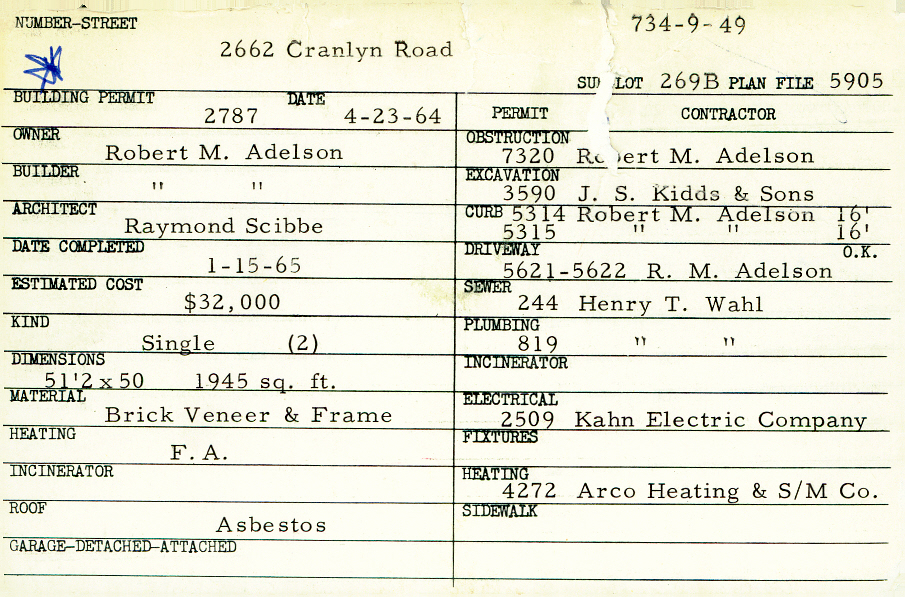 NUMBER-STREET 734-9-49
2662 Cranlyn Road
SUB LOT 269B PLAN FILE 5905
BUILDING PERMIT DATE
2787 4-23-64
OWNER
Robert M. Adelson
BUILDER
" "
ARCHITECT
Raymond Scibbe
DATE COMPLETED
1-15-65
ESTIMATED COST
$32,000
KIND
Single (2)
DIMENSIONS
51'2 x 50 1945 sq. ft.
MATERIAL
Brick Veneer & Frame
HEATING
F. A.
INCINERATOR
ROOF
Asbestos
GARAGE-DETACHED-ATTACHED
PERMIT CONTRACTOR
OBSTRUCTION
7320 Robert M. Adelson
EXCAVATION
3590 J. S. Kidds & Sons
CURB 5314 Robert M. Adelson 16'
5315 " " 16'
DRIVEWAY O.K.
5621-5622 R. M. Adelson
SEWER
244 Henry T. Wahl
PLUMBING
819 " "
INCINERATOR
ELECTRICAL
2509 Kahn Electric Company
FIXTURES
HEATING
4272 Arco Heating & S/M Co.
SIDEWALK